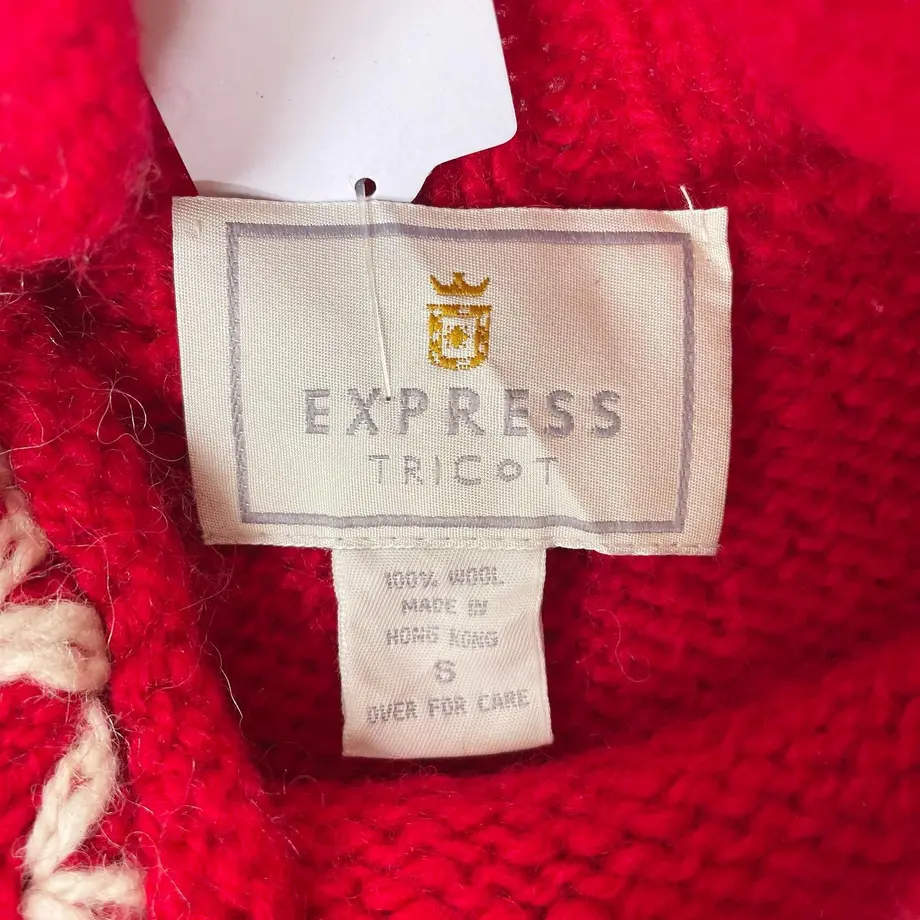 EXPRESS
TRICOT
100% WOOL
MADE IN
HONG KONG
S
OVER FOR CARE